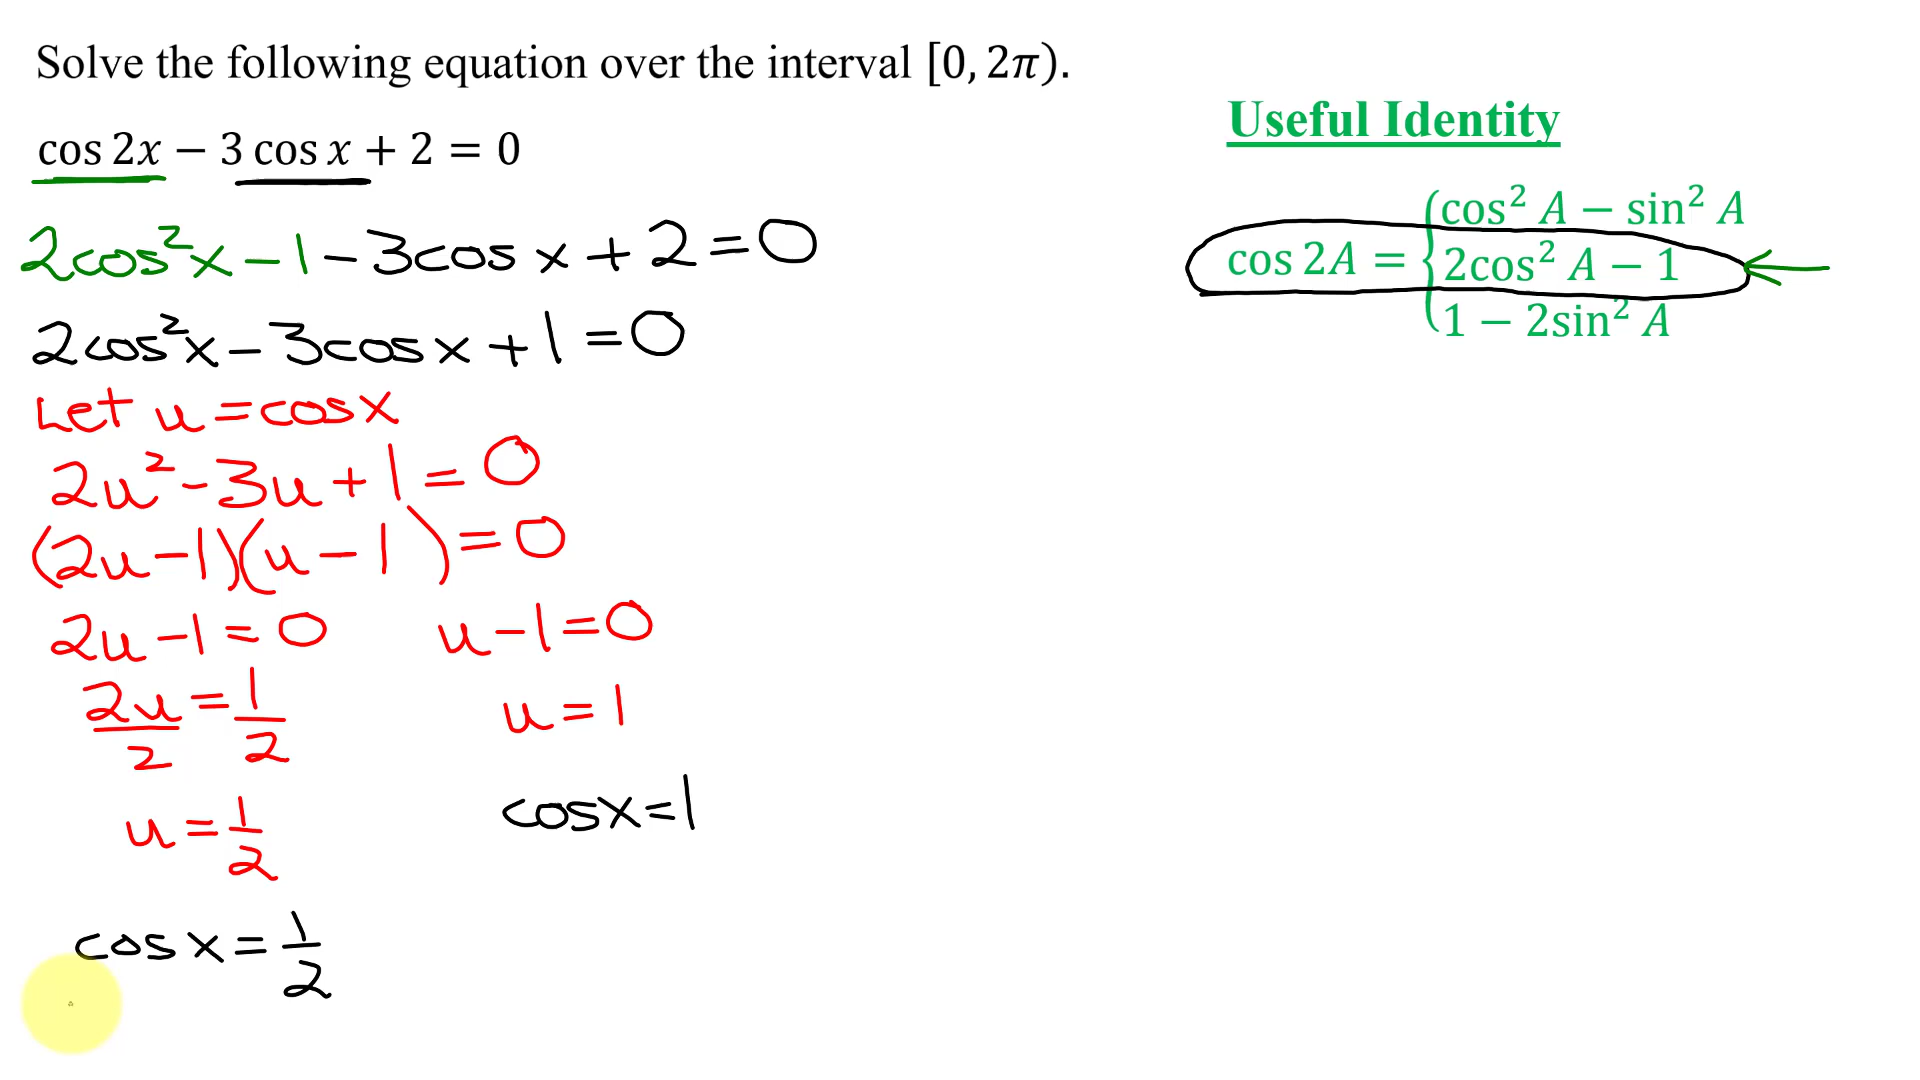 Solve the following equation over the interval [0, 2π).
cos 2x − 3 cos x + 2 = 0
2cos²x − 1 − 3cos x + 2 = 0
2cos²x − 3cosx + 1 = 0
Let u = cosx
2u² - 3u + 1 = 0
(2u − 1)(u − 1) = 0
2u − 1 = 0 u − 1 = 0
2u/2 = 1/2 u = 1
u = 1/2 cosx = 1
cos x = 1/2
Useful Identity
cos² A − sin² A
cos 2A = { 2cos² A − 1
1 − 2sin² A